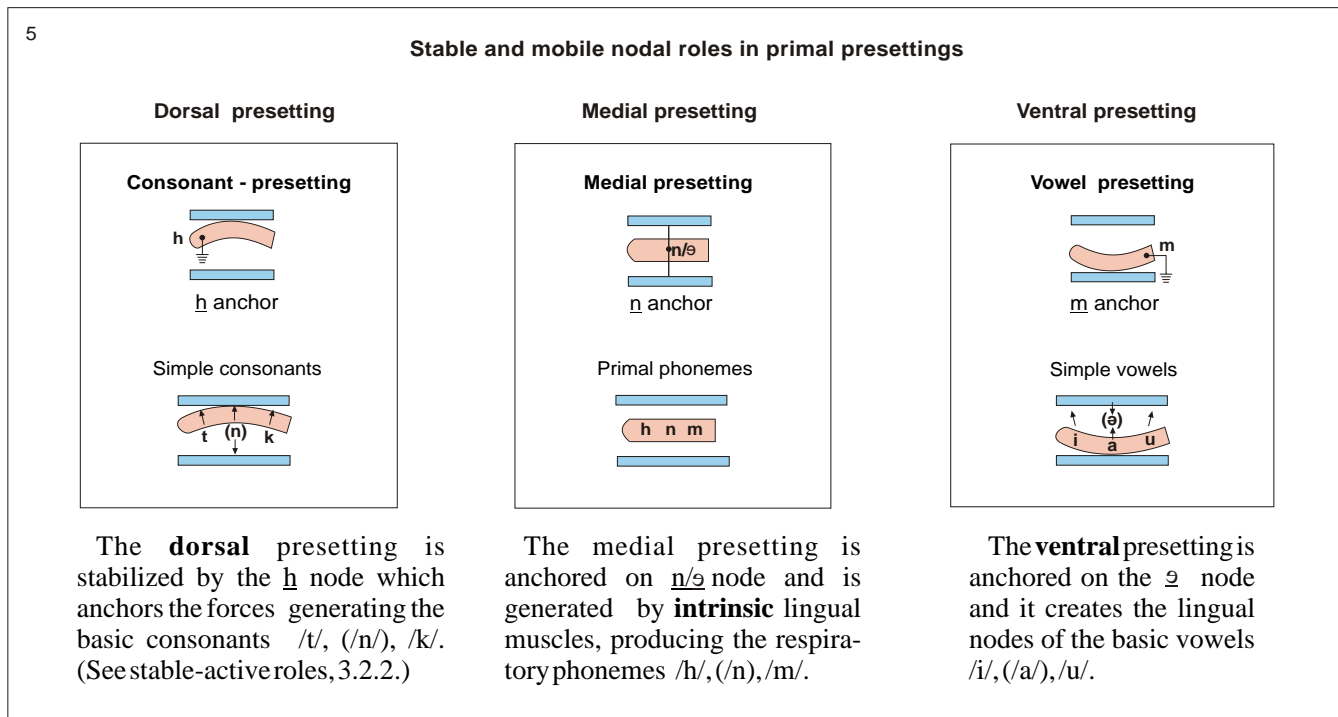 5
Stable and mobile nodal roles in primal presettings
Dorsal presetting
Consonant - presetting
h
h anchor
Simple consonants
t (n) k
The dorsal presetting is
stabilized by the h node which
anchors the forces generating the
basic consonants /t/, (/n/), /k/.
(See stable-active roles, 3.2.2.)
Medial presetting
Medial presetting
n/ɘ
n anchor
Primal phonemes
h n m
The medial presetting is
anchored on n/ɘ node and is
generated by intrinsic lingual
muscles, producing the respira-
tory phonemes /h/, (/n), /m/.
Ventral presetting
Vowel presetting
m
m anchor
Simple vowels
(ə)
i a u
The ventral presetting is
anchored on the ɘ node
and it creates the lingual
nodes of the basic vowels
/i/, (/a/), /u/.